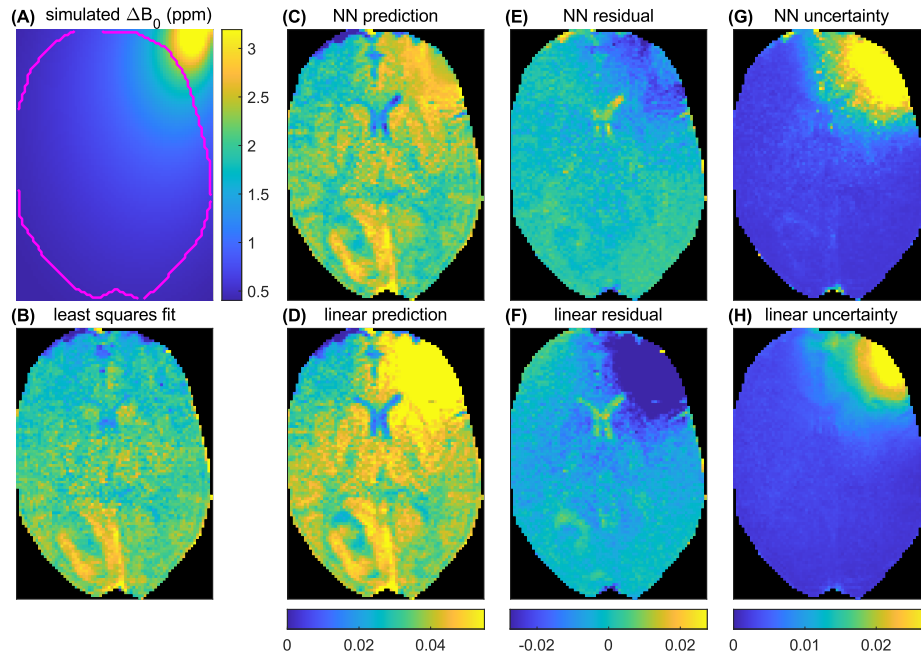 (A) simulated ΔB₀ (ppm)
3
2.5
2
1.5
1
0.5
(C) NN prediction
(E) NN residual
(G) NN uncertainty
(B) least squares fit
(D) linear prediction
(F) linear residual
(H) linear uncertainty
0 0.02 0.04
-0.02 0 0.02
0 0.01 0.02